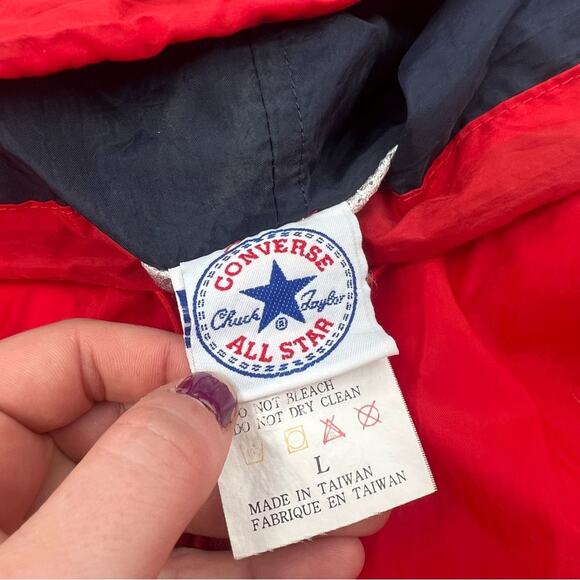 CONVERSE
Chuck Taylor
®
ALL STAR
DO NOT BLEACH
DO NOT DRY CLEAN
L
MADE IN TAIWAN
FABRIQUE EN TAIWAN